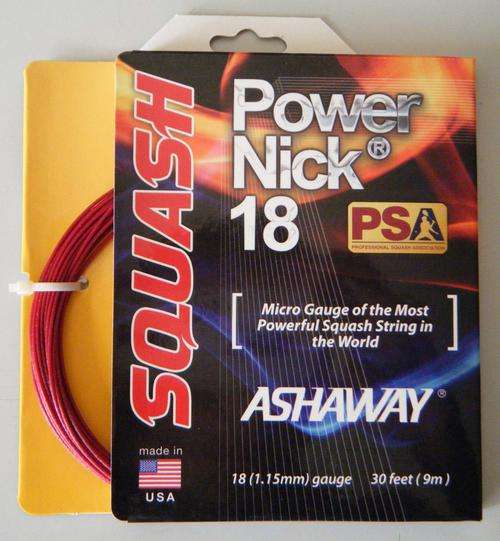 SQUASH
Power
Nick®
18
PSA
PROFESSIONAL SQUASH ASSOCIATION
Micro Gauge of the Most
Powerful Squash String in
the World
ASHAWAY®
made in
USA
18 (1.15mm) gauge 30 feet ( 9m )